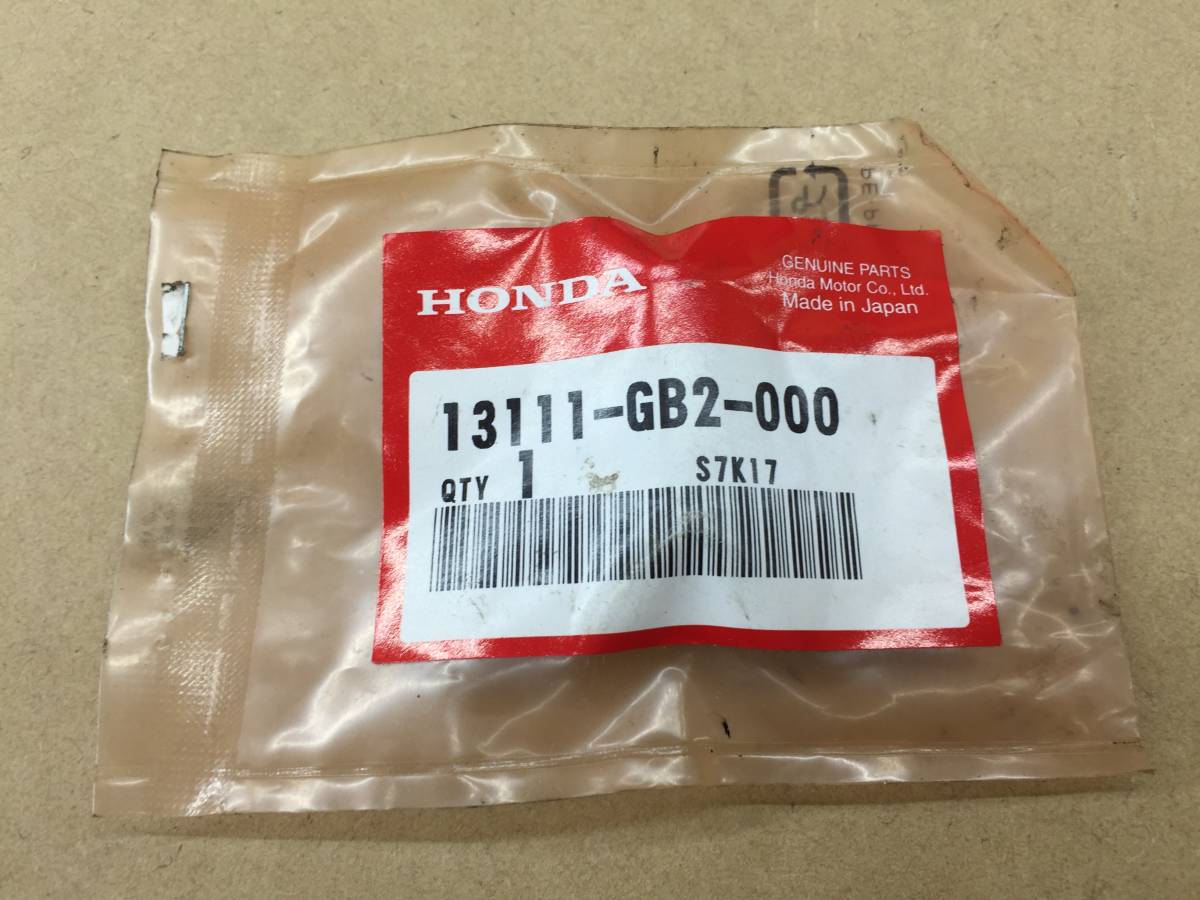 HONDA
GENUINE PARTS
Honda Motor Co., Ltd.
Made in Japan
13111-GB2-000
QTY 1 S7K17